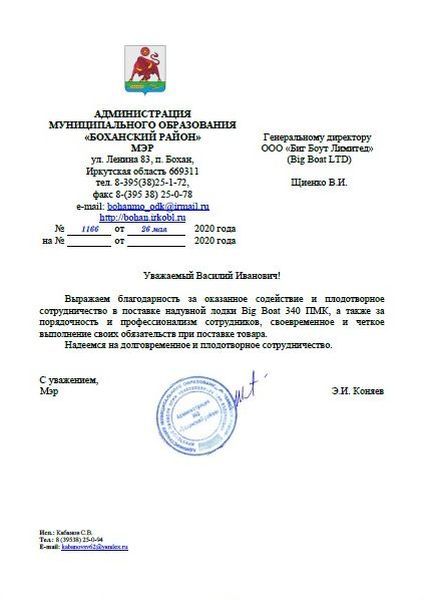 АДМИНИСТРАЦИЯ
МУНИЦИПАЛЬНОГО ОБРАЗОВАНИЯ
«БОХАНСКИЙ РАЙОН»
МЭР
ул. Ленина 83, п. Бохан,
Иркутская область 669311
тел. 8-395(38)25-1-72,
факс 8-(395 38) 25-0-78
e-mail: bohanmo_odk@irmail.ru
http://bohan.irkobl.ru
№ 1166 от 26 мая 2020 года
на № от 2020 года
Генеральному директору
ООО «Биг Боут Лимитед»
(Big Boat LTD)
Щиенко В.И.
Уважаемый Василий Иванович!
Выражаем благодарность за оказанное содействие и плодотворное
сотрудничество в поставке надувной лодки Big Boat 340 ПМК, а также за
порядочность и профессионализм сотрудников, своевременное и четкое
выполнение своих обязательств при поставке товара.
Надеемся на долговременное и плодотворное сотрудничество.
С уважением,
Мэр Э.И. Коняев
Администрация
Исп.: Кабанов С.В.
Тел.: 8 (39538) 25-0-94
E-mail: kabanovsv62@yandex.ru